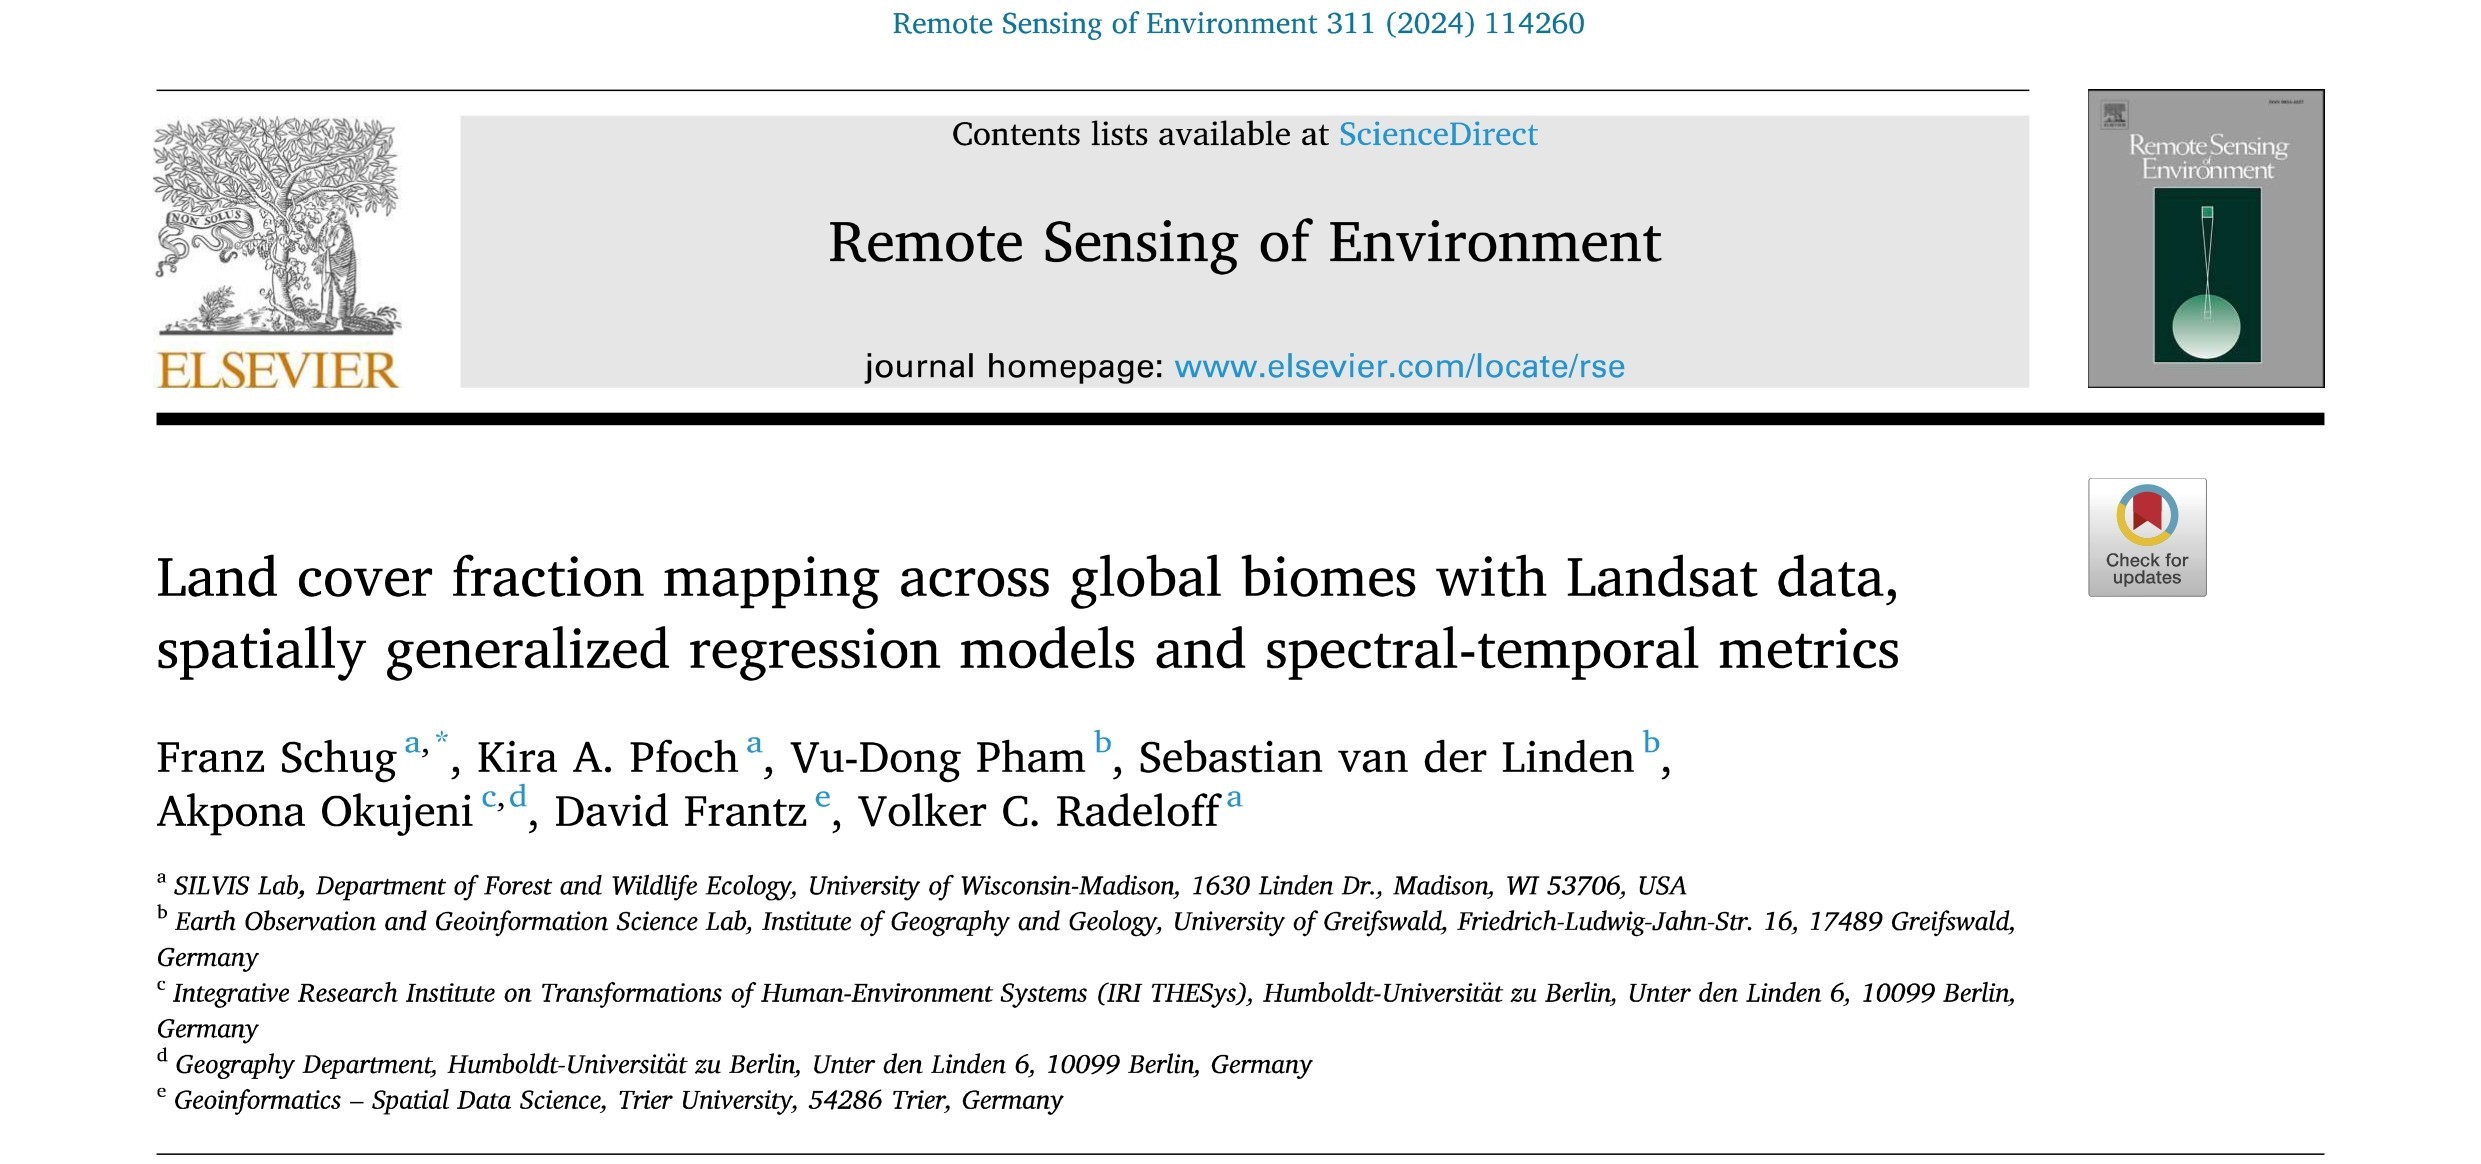 Remote Sensing of Environment 311 (2024) 114260
Contents lists available at ScienceDirect
Remote Sensing of Environment
journal homepage: www.elsevier.com/locate/rse
NON SOLUS
ELSEVIER
Remote Sensing
of
Environment
Check for
updates
Land cover fraction mapping across global biomes with Landsat data,
spatially generalized regression models and spectral-temporal metrics
Franz Schug a,*, Kira A. Pfoch a, Vu-Dong Pham b, Sebastian van der Linden b,
Akpona Okujeni c,d, David Frantz e, Volker C. Radeloff a
a SILVIS Lab, Department of Forest and Wildlife Ecology, University of Wisconsin-Madison, 1630 Linden Dr., Madison, WI 53706, USA
b Earth Observation and Geoinformation Science Lab, Institute of Geography and Geology, University of Greifswald, Friedrich-Ludwig-Jahn-Str. 16, 17489 Greifswald,
Germany
c Integrative Research Institute on Transformations of Human-Environment Systems (IRI THESys), Humboldt-Universität zu Berlin, Unter den Linden 6, 10099 Berlin,
Germany
d Geography Department, Humboldt-Universität zu Berlin, Unter den Linden 6, 10099 Berlin, Germany
e Geoinformatics – Spatial Data Science, Trier University, 54286 Trier, Germany